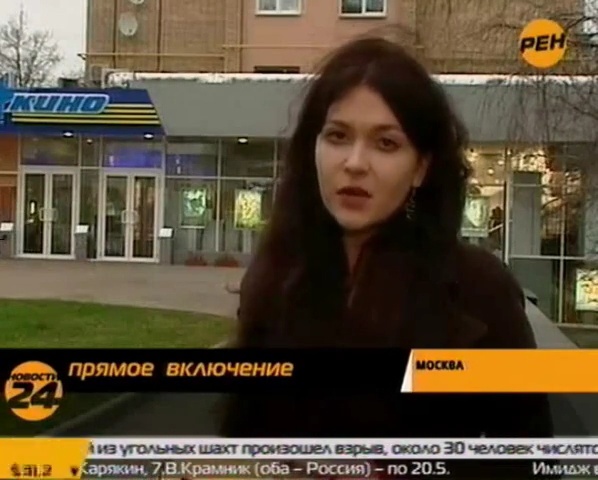 РЕН
КИНО
ПРЯМОЕ ВКЛЮЧЕНИЕ
МОСКВА
НОВОСТИ
24
й из угольных шахт произошел взрыв, около 30 человек числятс
Карякин, 7.В.Крамник (оба – Россия) – по 20.5. Имидж в